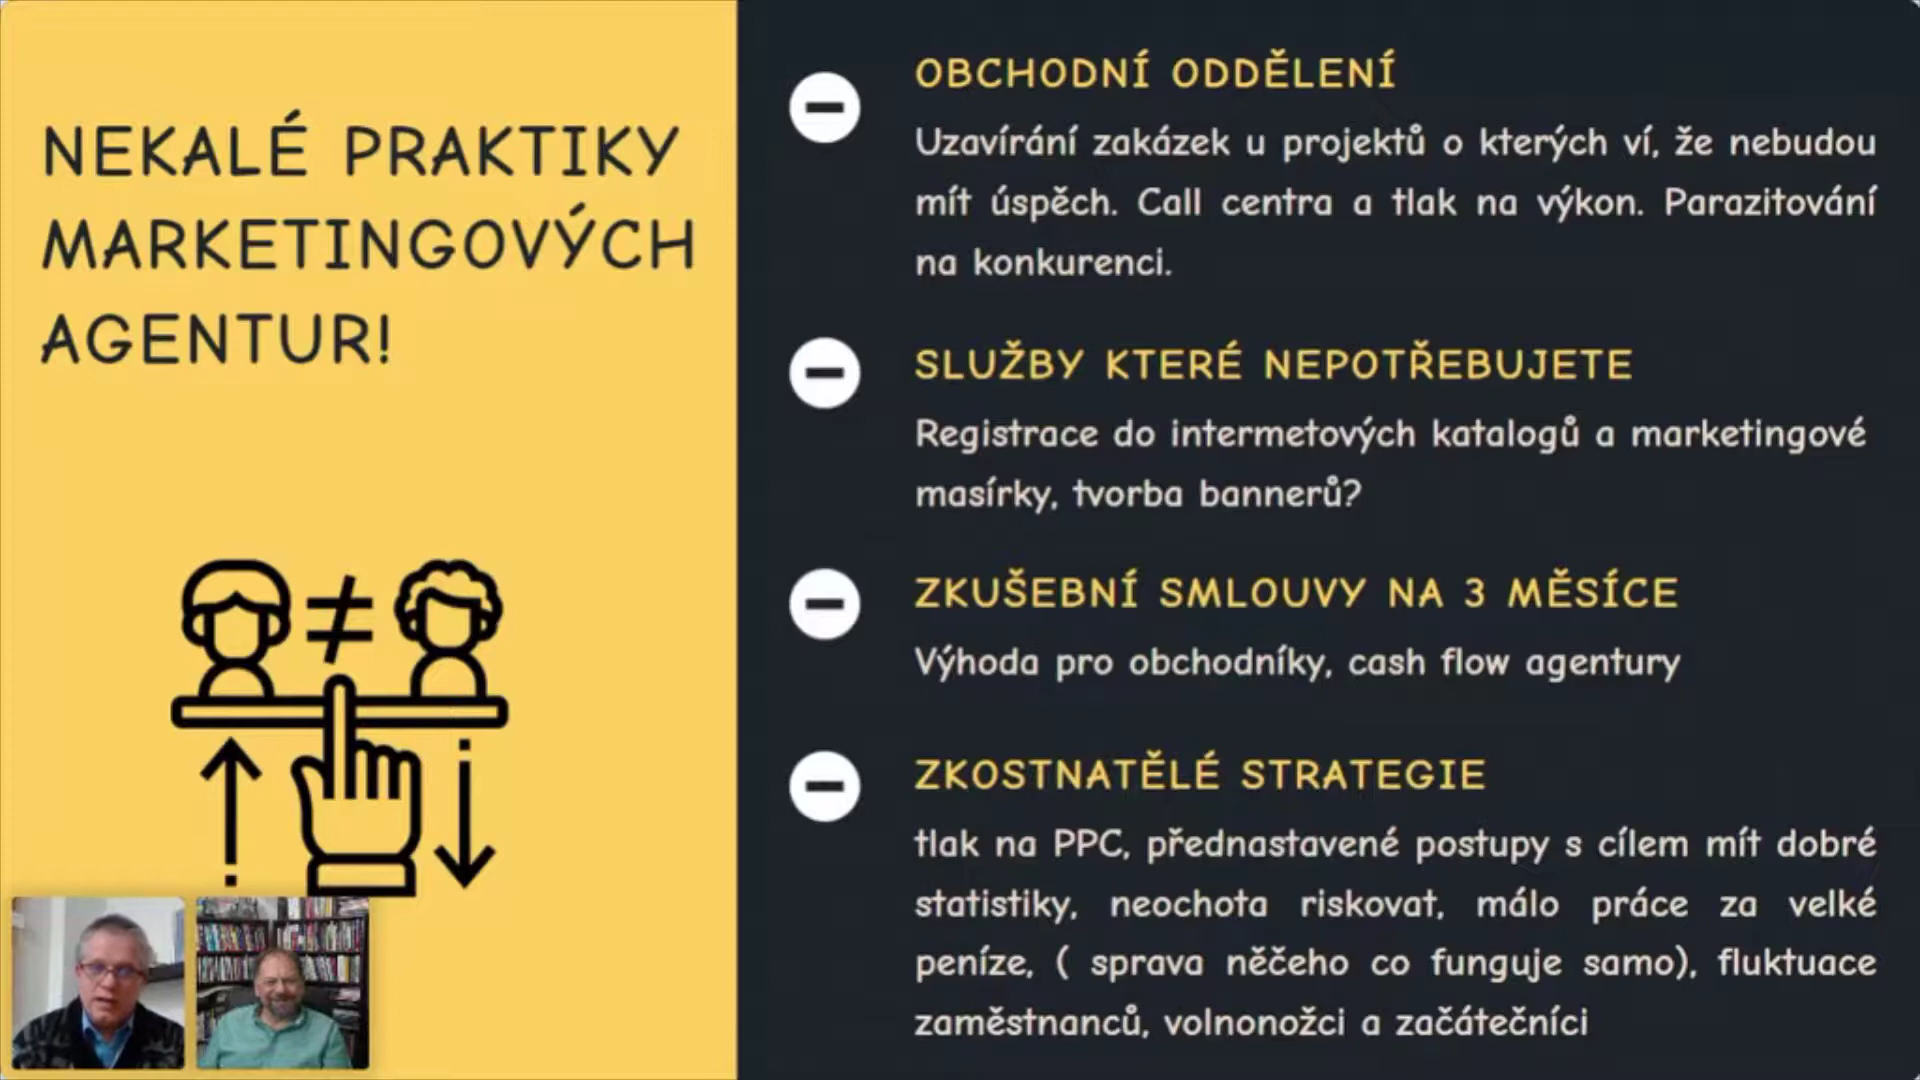 NEKALÉ PRAKTIKY
MARKETINGOVÝCH
AGENTUR!
OBCHODNÍ ODDĚLENÍ
Uzavírání zakázek u projektů o kterých ví, že nebudou
mít úspěch. Call centra a tlak na výkon. Parazitování
na konkurenci.
SLUŽBY KTERÉ NEPOTŘEBUJETE
Registrace do intermetových katalogů a marketingové
masírky, tvorba bannerů?
ZKUŠEBNÍ SMLOUVY NA 3 MĚSÍCE
Výhoda pro obchodníky, cash flow agentury
ZKOSTNATĚLÉ STRATEGIE
tlak na PPC, přednastavené postupy s cílem mít dobré
statistiky, neochota riskovat, málo práce za velké
peníze, ( sprava něčeho co funguje samo), fluktuace
zaměstnanců, volnonožci a začátečníci